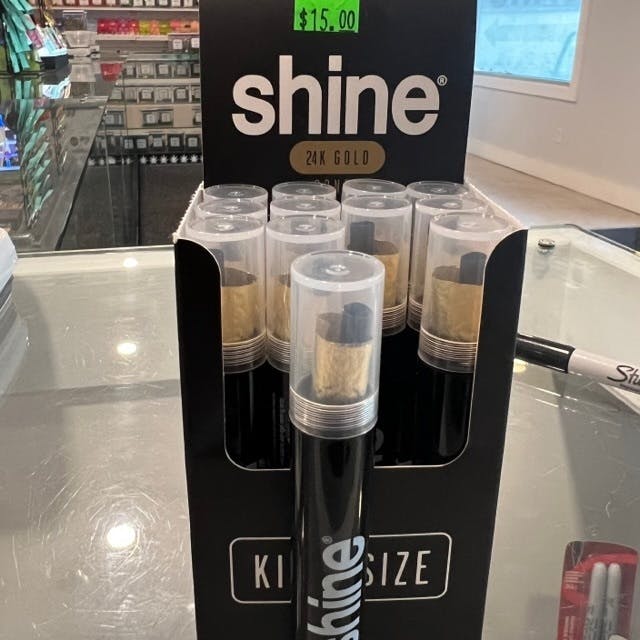 $15.00
shine®
24K GOLD
KI SIZE
shine®